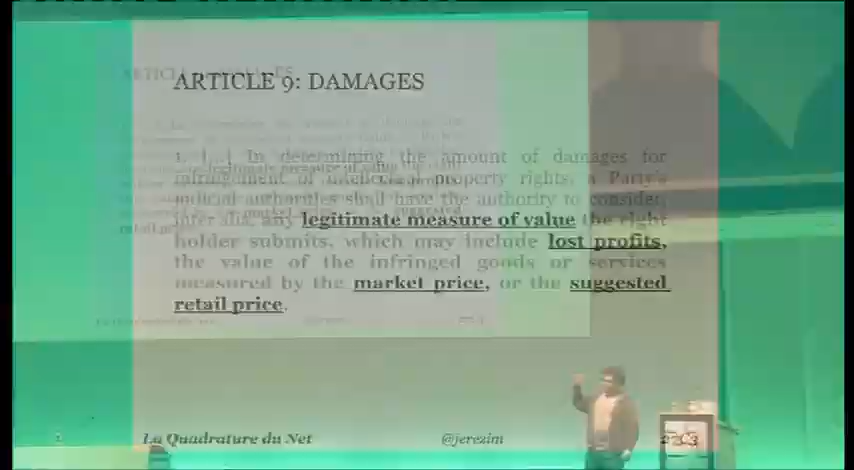 ARTICLE 9: DAMAGES
1. [...] In determining the amount of damages for
infringement of intellectual property rights, a Party's
judicial authorities shall have the authority to consider,
inter alia, any legitimate measure of value the right
holder submits, which may include lost profits,
the value of the infringed goods or services
measured by the market price, or the suggested
retail price.
La Quadrature du Net
@jerezim